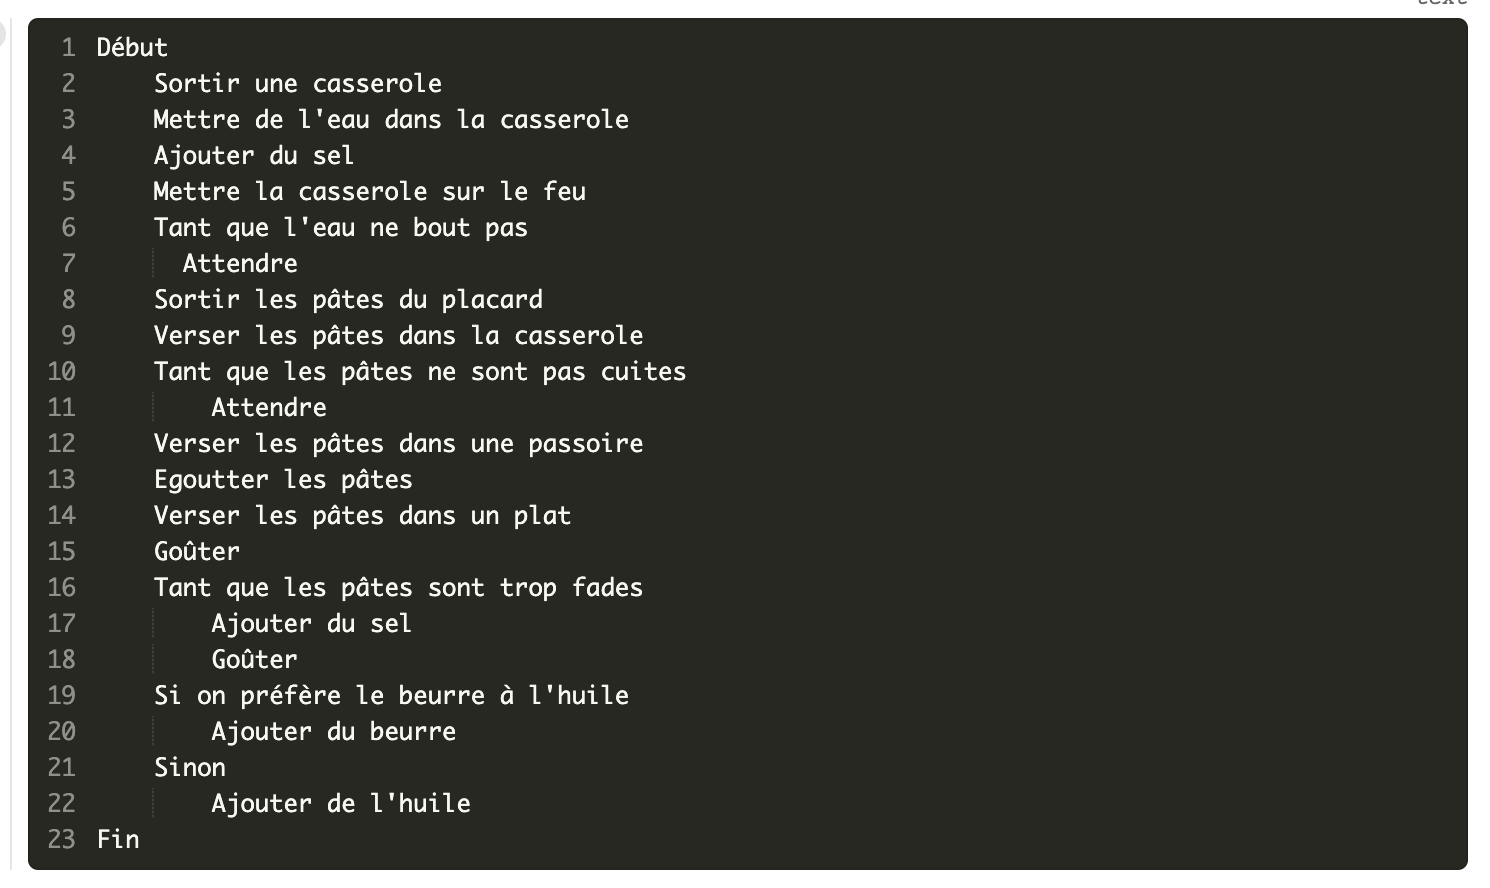 1 Début
2 Sortir une casserole
3 Mettre de l'eau dans la casserole
4 Ajouter du sel
5 Mettre la casserole sur le feu
6 Tant que l'eau ne bout pas
7 Attendre
8 Sortir les pâtes du placard
9 Verser les pâtes dans la casserole
10 Tant que les pâtes ne sont pas cuites
11 Attendre
12 Verser les pâtes dans une passoire
13 Egoutter les pâtes
14 Verser les pâtes dans un plat
15 Goûter
16 Tant que les pâtes sont trop fades
17 Ajouter du sel
18 Goûter
19 Si on préfère le beurre à l'huile
20 Ajouter du beurre
21 Sinon
22 Ajouter de l'huile
23 Fin